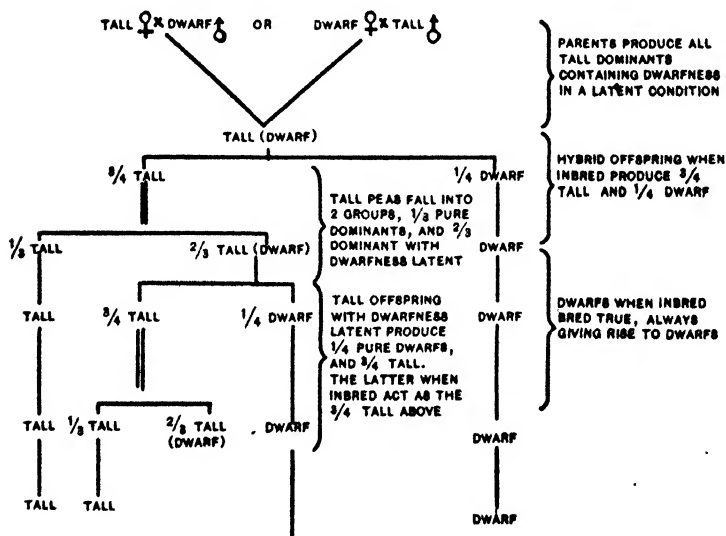 TALL ♀ × DWARF ♂ OR DWARF ♀ × TALL ♂
PARENTS PRODUCE ALL
TALL DOMINANTS
CONTAINING DWARFNESS
IN A LATENT CONDITION
TALL (DWARF)
3/4 TALL
1/4 DWARF
HYBRID OFFSPRING WHEN
INBRED PRODUCE 3/4
TALL AND 1/4 DWARF
TALL PEAS FALL INTO
2 GROUPS, 1/3 PURE
DOMINANTS, AND 2/3
DOMINANT WITH
DWARFNESS LATENT
1/3 TALL
2/3 TALL (DWARF)
DWARF
TALL
3/4 TALL
1/4 DWARF
TALL OFFSPRING
WITH DWARFNESS
LATENT PRODUCE
1/4 PURE DWARFS,
AND 3/4 TALL.
THE LATTER WHEN
INBRED ACT AS THE
3/4 TALL ABOVE
DWARF
DWARFS WHEN INBRED
BRED TRUE, ALWAYS
GIVING RISE TO DWARFS
TALL
1/3 TALL
2/3 TALL
(DWARF)
DWARF
DWARF
TALL
TALL
DWARF